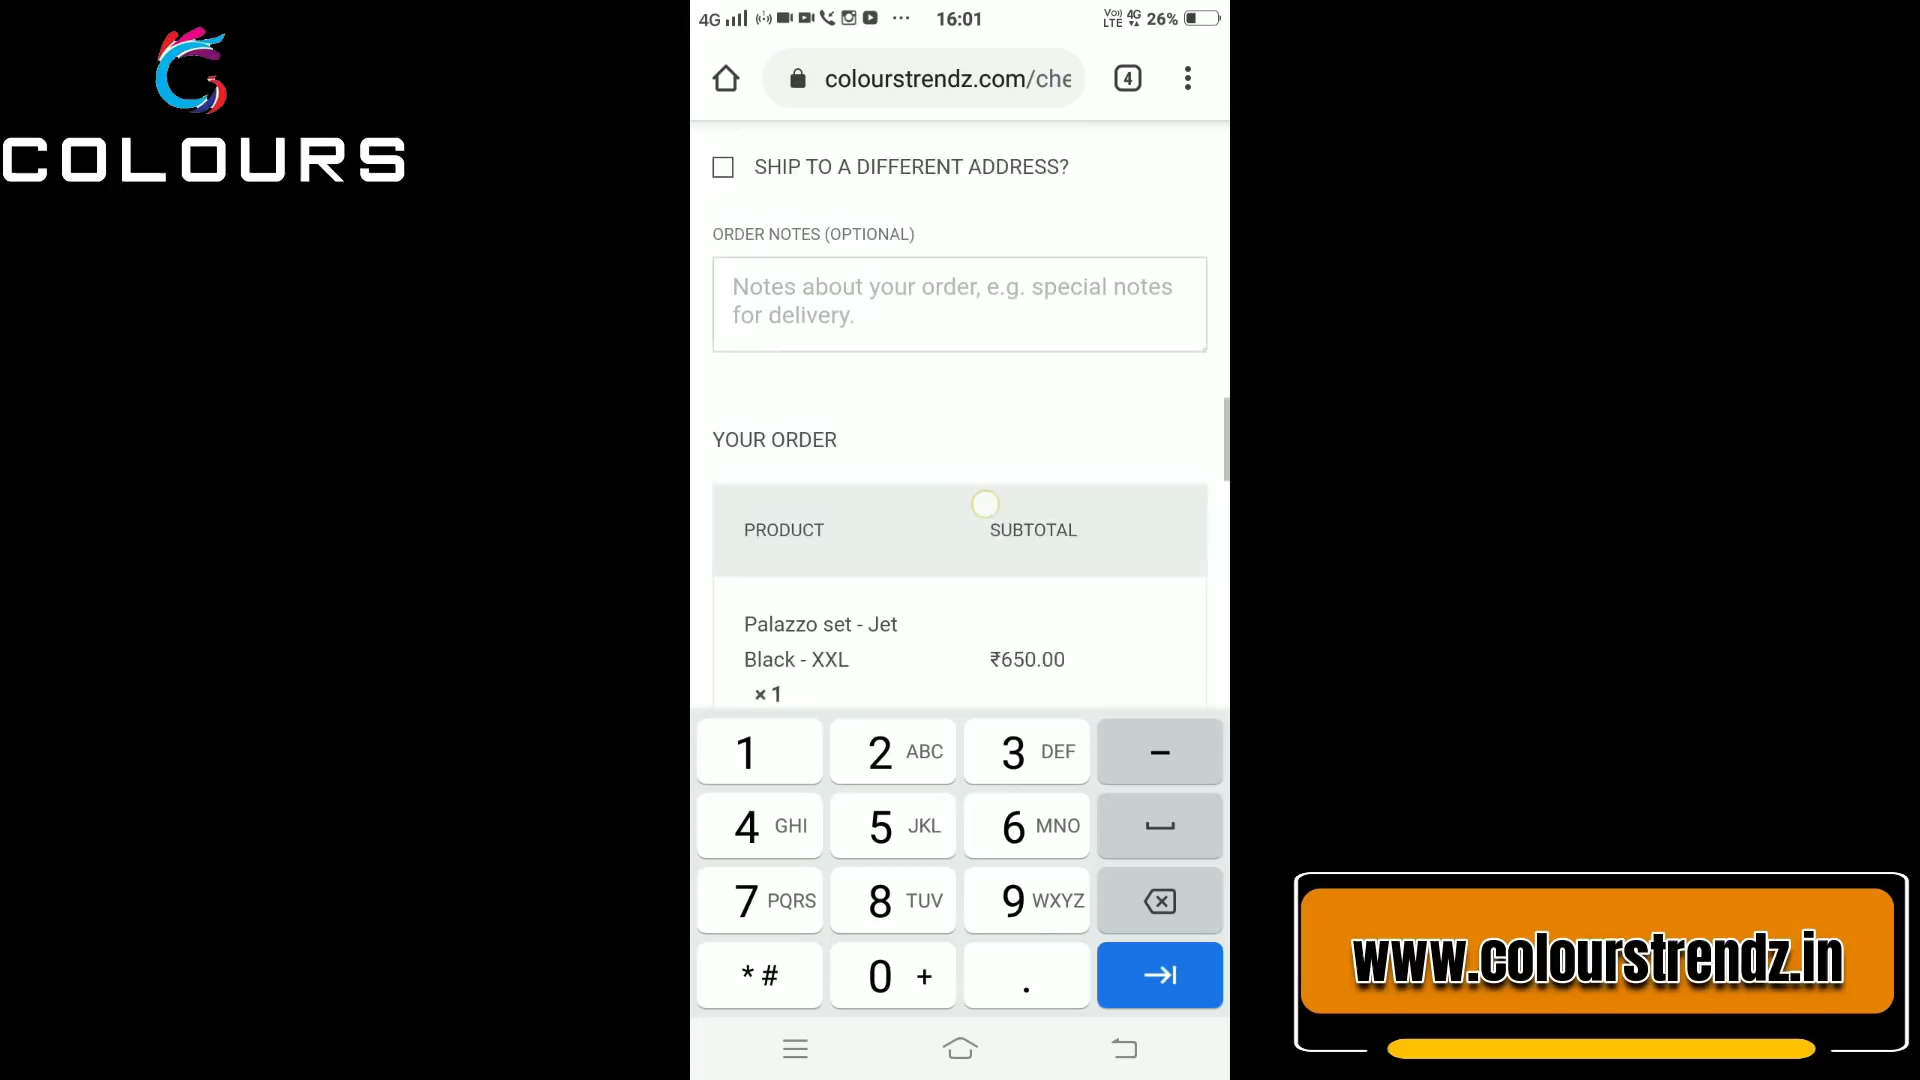 COLOURS
4G 16:01 Vo)) LTE 4G 26%
colourstrendz.com/che 4
SHIP TO A DIFFERENT ADDRESS?
ORDER NOTES (OPTIONAL)
Notes about your order, e.g. special notes
for delivery.
YOUR ORDER
PRODUCT SUBTOTAL
Palazzo set - Jet
Black - XXL ₹650.00
× 1
1 2 ABC 3 DEF –
4 GHI 5 JKL 6 MNO
7 PQRS 8 TUV 9 WXYZ
* # 0 + .
www.colourstrendz.in